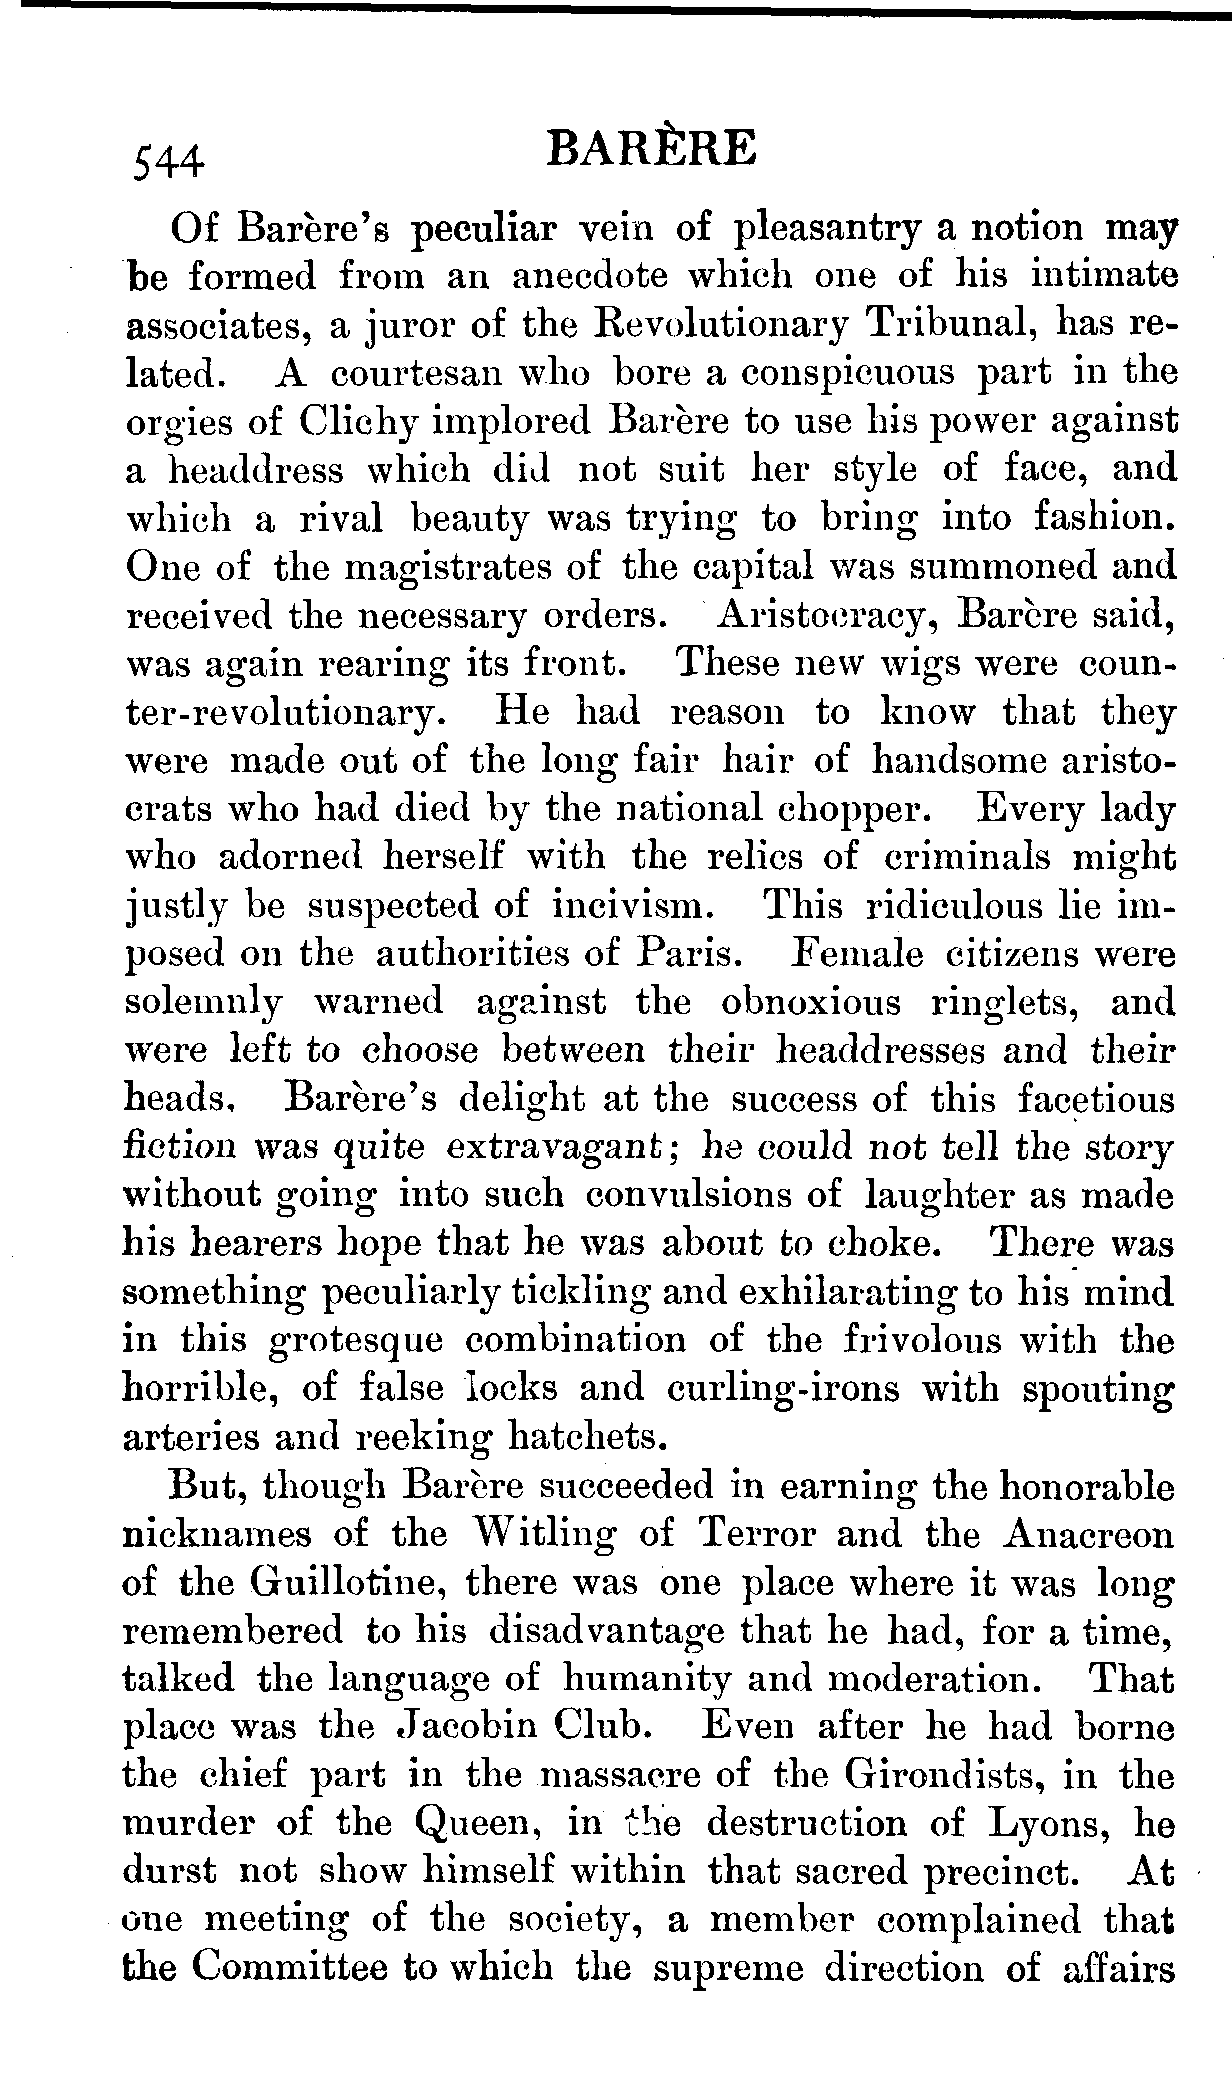 544
BARÈRE
Of Barère's peculiar vein of pleasantry a notion may
be formed from an anecdote which one of his intimate
associates, a juror of the Revolutionary Tribunal, has re-
lated. A courtesan who bore a conspicuous part in the
orgies of Clichy implored Barère to use his power against
a headdress which did not suit her style of face, and
which a rival beauty was trying to bring into fashion.
One of the magistrates of the capital was summoned and
received the necessary orders. Aristocracy, Barère said,
was again rearing its front. These new wigs were coun-
ter-revolutionary. He had reason to know that they
were made out of the long fair hair of handsome aristo-
crats who had died by the national chopper. Every lady
who adorned herself with the relics of criminals might
justly be suspected of incivism. This ridiculous lie im-
posed on the authorities of Paris. Female citizens were
solemnly warned against the obnoxious ringlets, and
were left to choose between their headdresses and their
heads. Barère's delight at the success of this facetious
fiction was quite extravagant; he could not tell the story
without going into such convulsions of laughter as made
his hearers hope that he was about to choke. There was
something peculiarly tickling and exhilarating to his mind
in this grotesque combination of the frivolous with the
horrible, of false locks and curling-irons with spouting
arteries and reeking hatchets.
But, though Barère succeeded in earning the honorable
nicknames of the Witling of Terror and the Anacreon
of the Guillotine, there was one place where it was long
remembered to his disadvantage that he had, for a time,
talked the language of humanity and moderation. That
place was the Jacobin Club. Even after he had borne
the chief part in the massacre of the Girondists, in the
murder of the Queen, in the destruction of Lyons, he
durst not show himself within that sacred precinct. At
one meeting of the society, a member complained that
the Committee to which the supreme direction of affairs